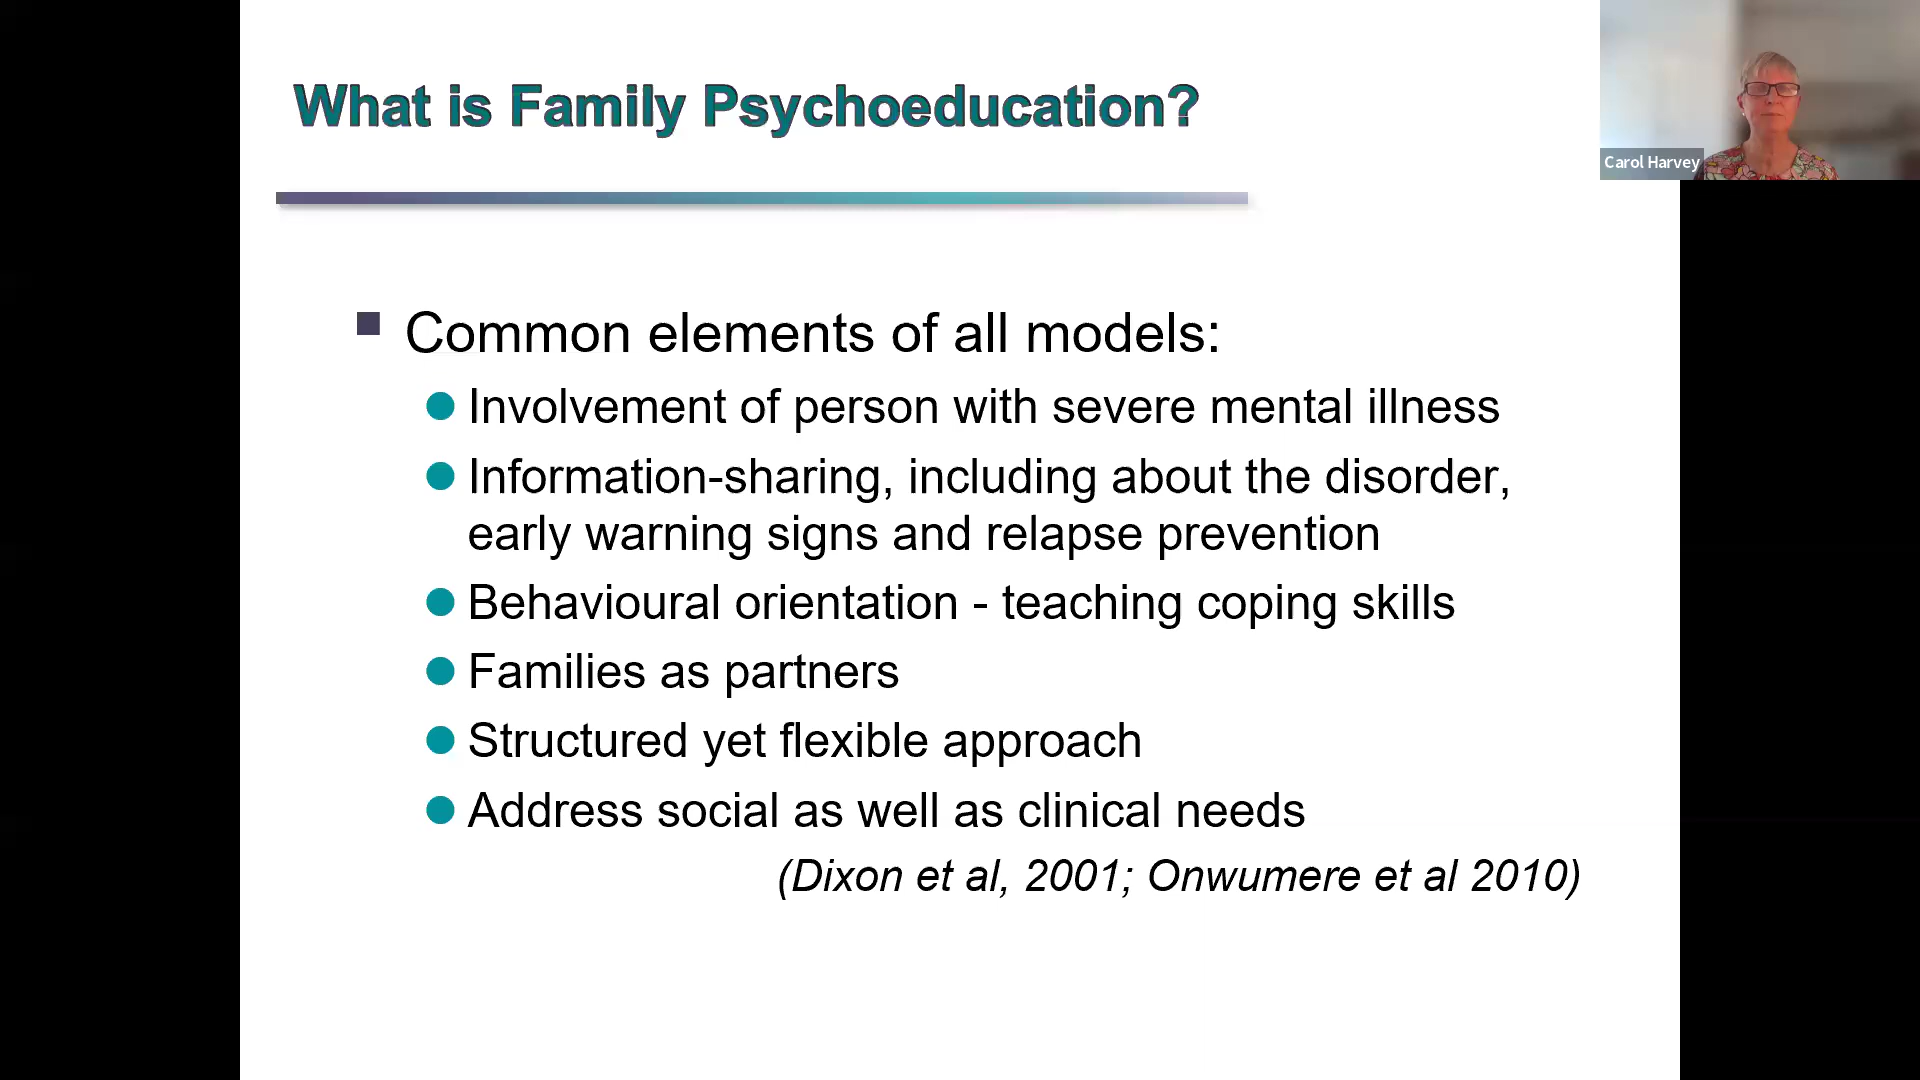 What is Family Psychoeducation?
Carol Harvey
Common elements of all models:
Involvement of person with severe mental illness
Information-sharing, including about the disorder,
early warning signs and relapse prevention
Behavioural orientation - teaching coping skills
Families as partners
Structured yet flexible approach
Address social as well as clinical needs
(Dixon et al, 2001; Onwumere et al 2010)